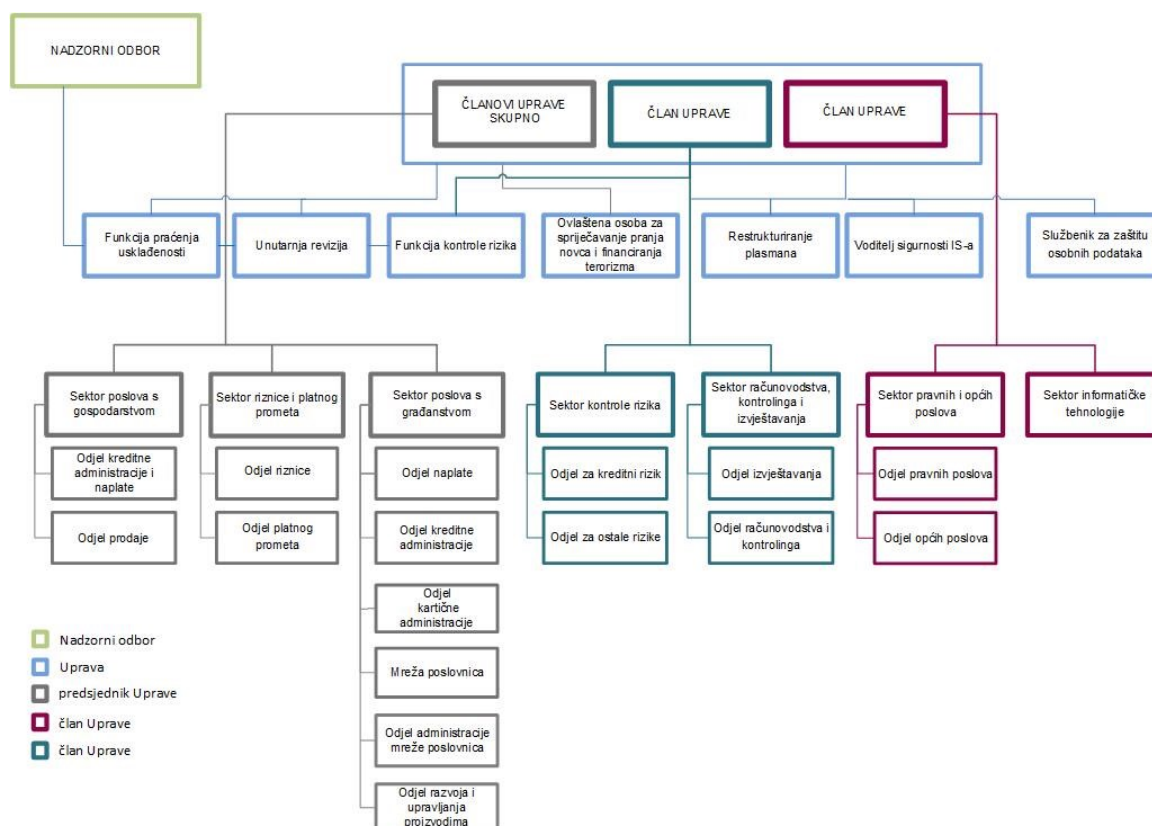 NADZORNI ODBOR
ČLANOVI UPRAVE
SKUPNO
ČLAN UPRAVE
ČLAN UPRAVE
Funkcija praćenja
usklađenosti
Unutarnja revizija
Funkcija kontrole rizika
Ovlaštena osoba za
spriječavanje pranja
novca i financiranja
terorizma
Restrukturiranje
plasmana
Voditelj sigurnosti IS-a
Službenik za zaštitu
osobnih podataka
Sektor poslova s
gospodarstvom
Sektor riznice i platnog
prometa
Sektor poslova s
građanstvom
Sektor kontrole rizika
Sektor računovodstva,
kontrolinga i
izvještavanja
Sektor pravnih i općih
poslova
Sektor informatičke
tehnologije
Odjel kreditne
administracije i
naplate
Odjel riznice
Odjel naplate
Odjel za kreditni rizik
Odjel izvještavanja
Odjel pravnih poslova
Odjel prodaje
Odjel platnog
prometa
Odjel kreditne
administracije
Odjel za ostale rizike
Odjel računovodstva i
kontrolinga
Odjel općih poslova
Odjel
kartične
administracije
Mreža poslovnica
Odjel administracije
mreže poslovnica
Odjel razvoja i
upravljanja
proizvodima
Nadzorni odbor
Uprava
predsjednik Uprave
član Uprave
član Uprave